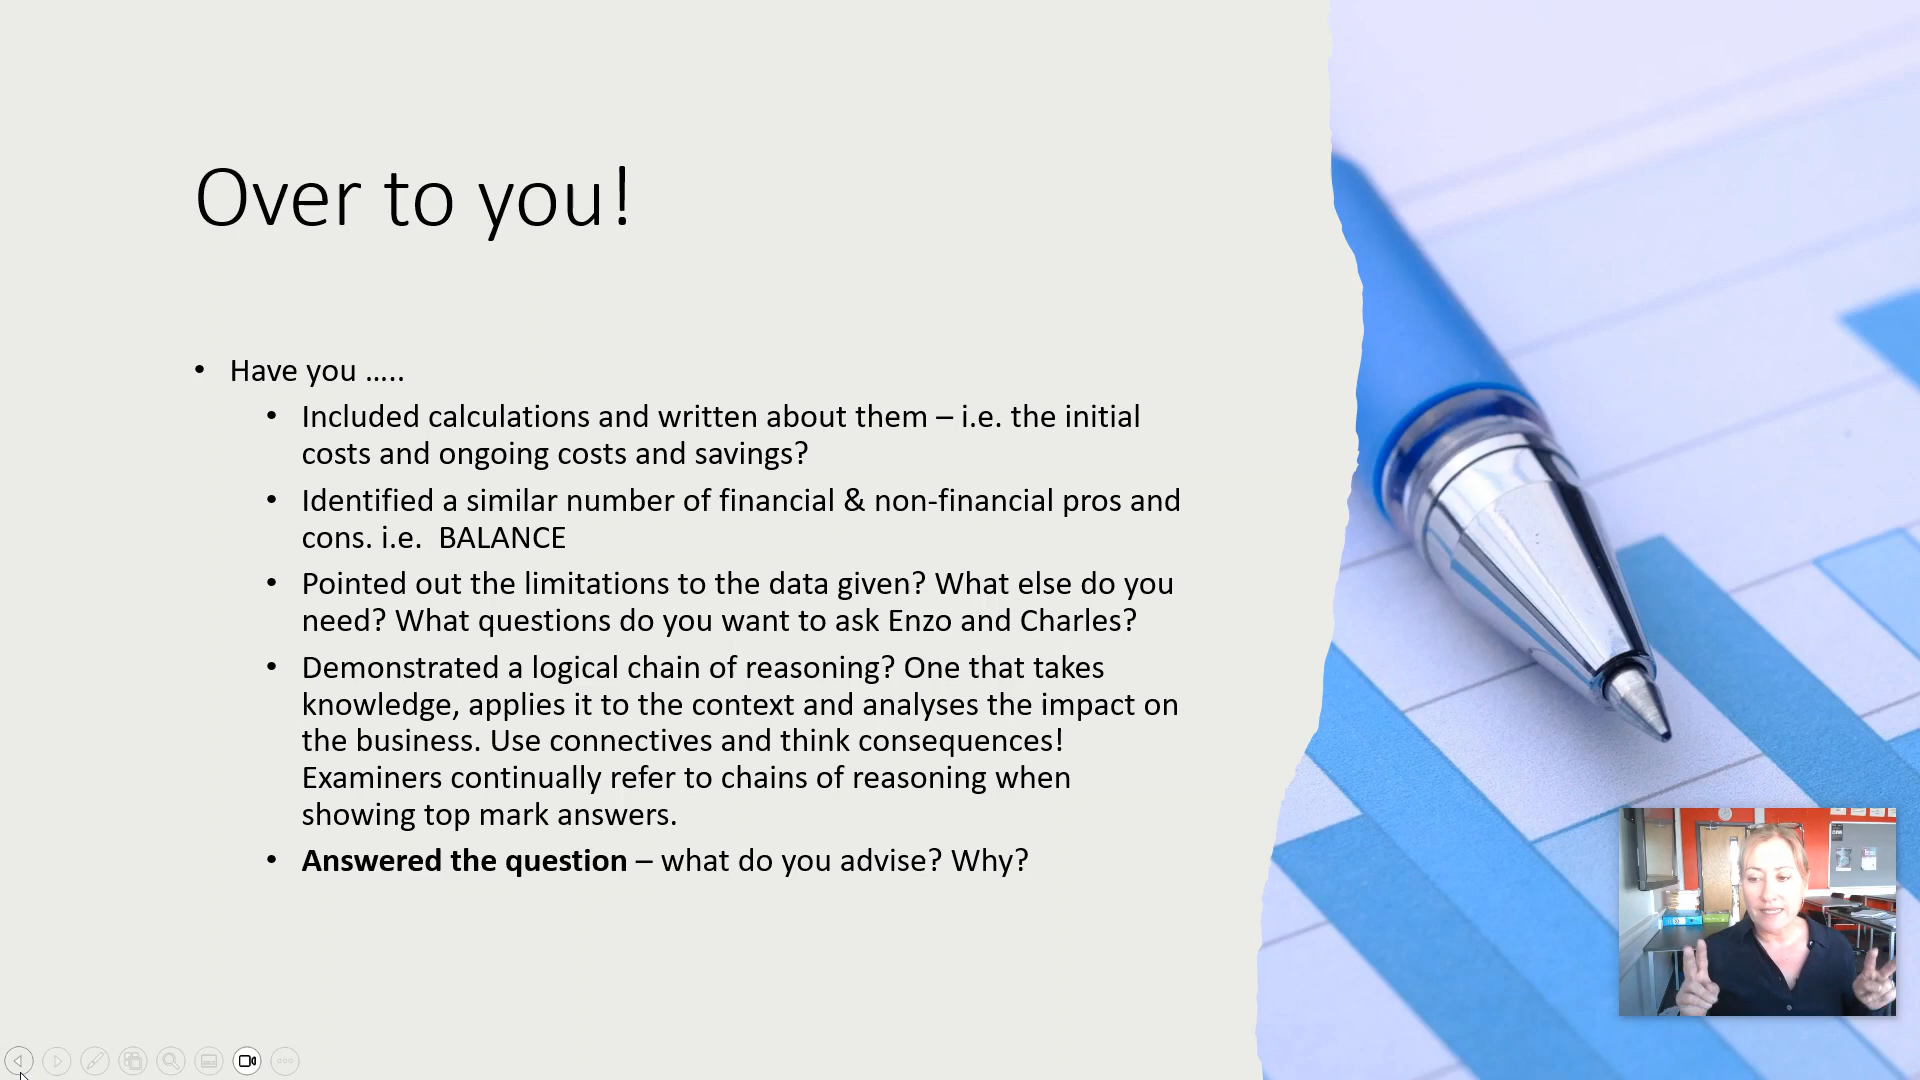 Over to you!
• Have you …..
• Included calculations and written about them – i.e. the initial
costs and ongoing costs and savings?
• Identified a similar number of financial & non-financial pros and
cons. i.e.  BALANCE
• Pointed out the limitations to the data given? What else do you
need? What questions do you want to ask Enzo and Charles?
• Demonstrated a logical chain of reasoning? One that takes
knowledge, applies it to the context and analyses the impact on
the business. Use connectives and think consequences!
Examiners continually refer to chains of reasoning when
showing top mark answers.
• Answered the question – what do you advise? Why?